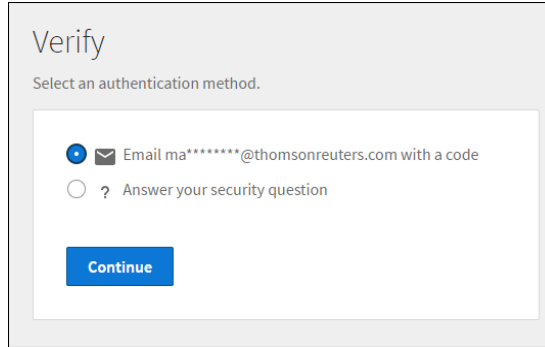 Verify
Select an authentication method.
Email ma********@thomsonreuters.com with a code
? Answer your security question
Continue